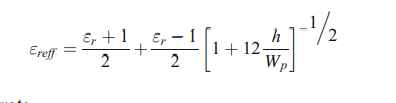 ε_reff = (ε_r + 1)/2 + (ε_r − 1)/2 [1 + 12 h/W_p]^(−1/2)